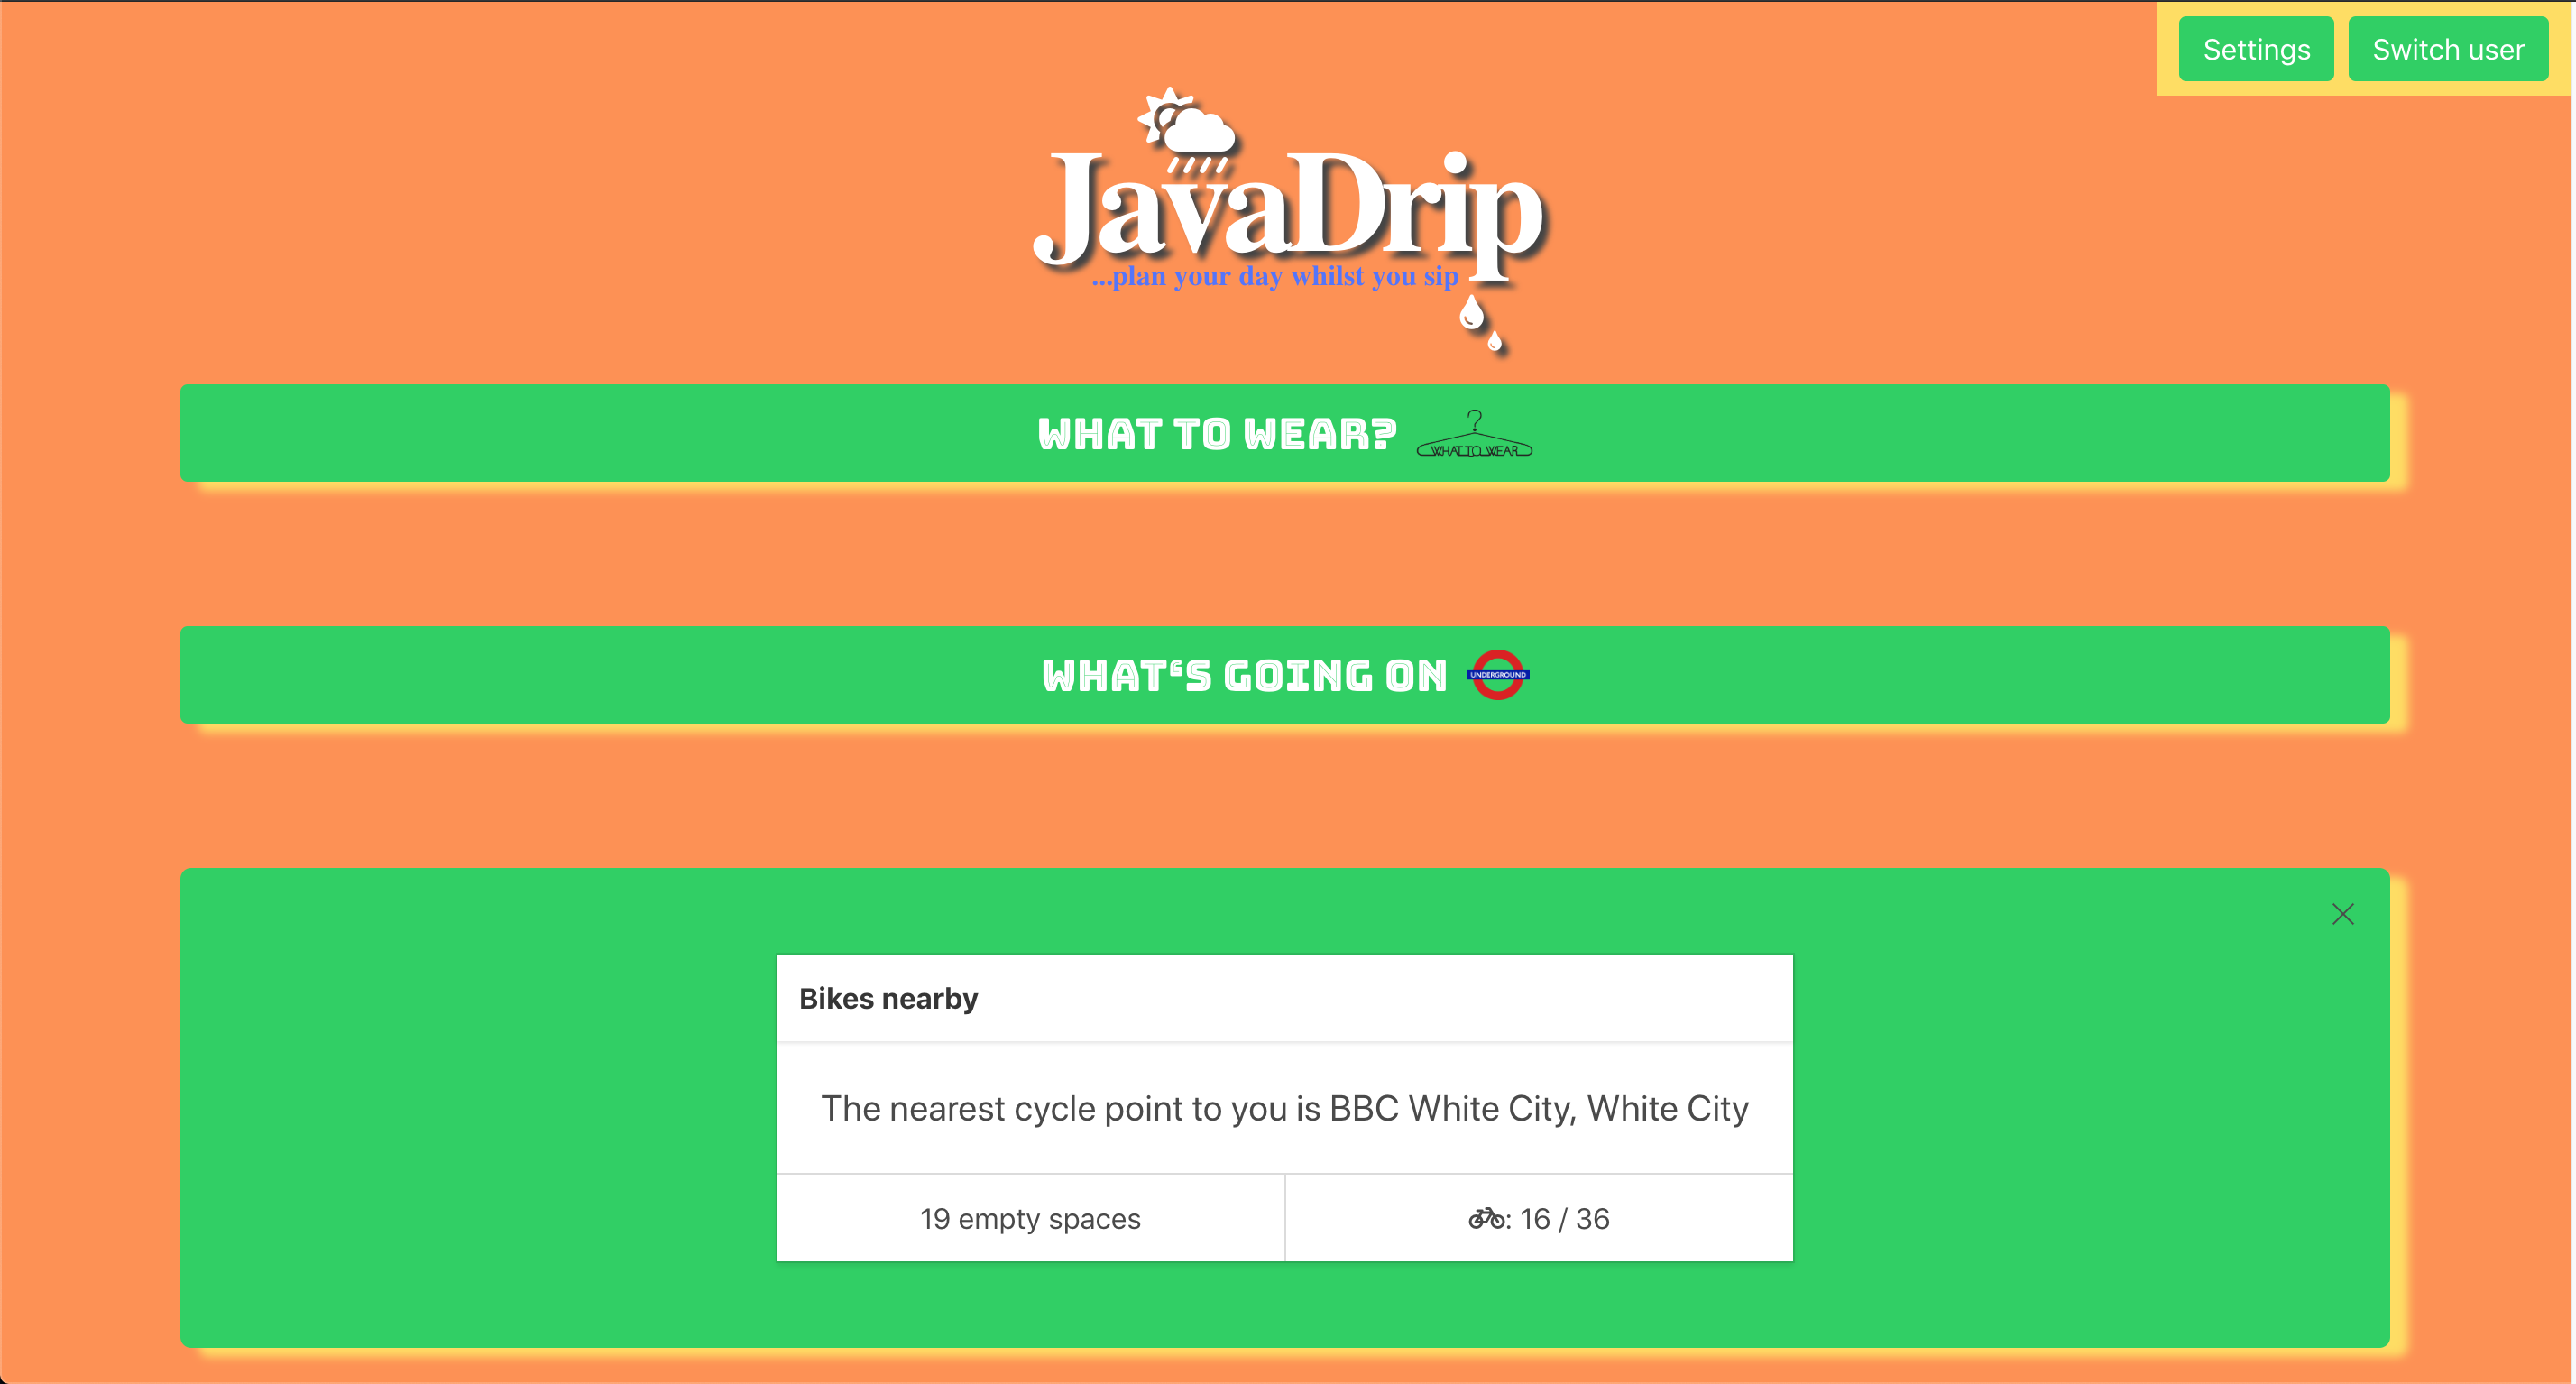 Settings
Switch user
JavaDrip
...plan your day whilst you sip
WHAT TO WEAR?
WHAT TO WEAR
WHAT‘S GOING ON
UNDERGROUND
Bikes nearby
The nearest cycle point to you is BBC White City, White City
19 empty spaces
: 16 / 36